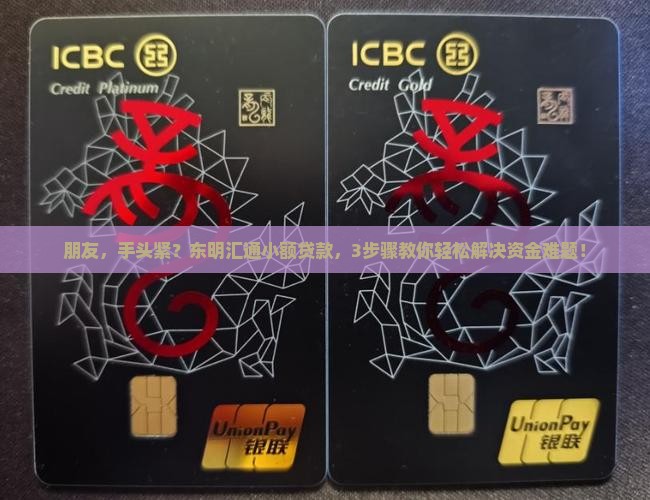 ICBC
Credit Platinum
ICBC
Credit Gold
朋友，手头紧？东明汇通小额贷款，3步骤教你轻松解决资金难题！
UnionPay
银联
UnionPay
银联